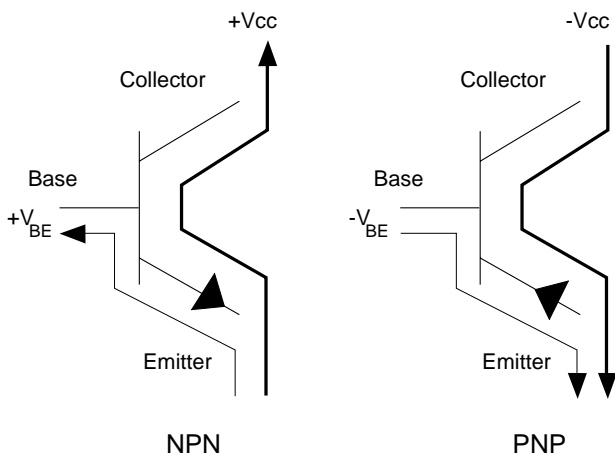 +Vcc
Collector
Base
+VBE
Emitter
NPN
-Vcc
Collector
Base
-VBE
Emitter
PNP